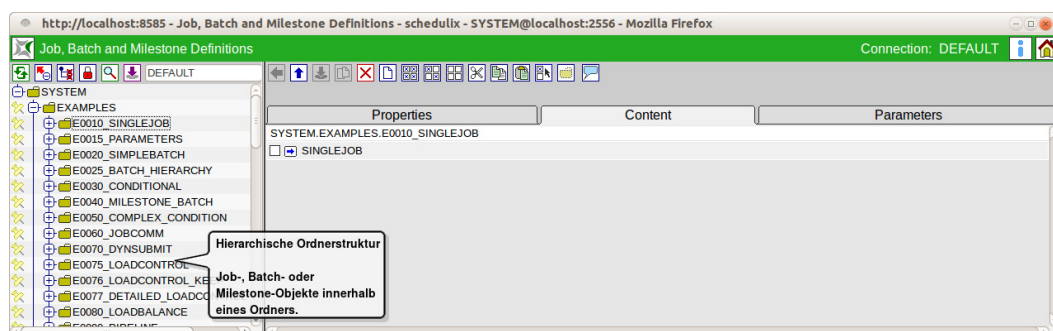 http://localhost:8585 - Job, Batch and Milestone Definitions - schedulix - SYSTEM@localhost:2556 - Mozilla Firefox
Job, Batch and Milestone Definitions
Connection: DEFAULT
DEFAULT
SYSTEM
EXAMPLES
E0010_SINGLEJOB
E0015_PARAMETERS
E0020_SIMPLEBATCH
E0025_BATCH_HIERARCHY
E0030_CONDITIONAL
E0040_MILESTONE_BATCH
E0050_COMPLEX_CONDITION
E0060_JOBCOMM
E0070_DYNSUBMIT
E0075_LOADCONTROL
E0076_LOADCONTROL_KE
E0077_DETAILED_LOADCO
E0080_LOADBALANCE
Properties
Content
Parameters
SYSTEM.EXAMPLES.E0010_SINGLEJOB
SINGLEJOB
Hierarchische Ordnerstruktur
Job-, Batch- oder
Milestone-Objekte innerhalb
eines Ordners.